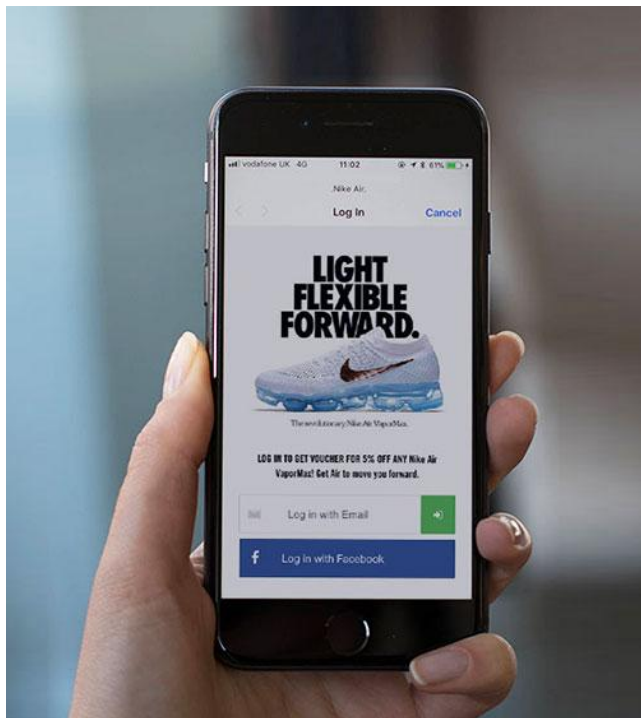 vodafone UK 4G 11:02 61%
.Nike Air.
Log In Cancel
LIGHT
FLEXIBLE
FORWARD.
The revolutionary Nike Air VaporMax.
LOG IN TO GET VOUCHER FOR 5% OFF ANY Nike Air
VaporMax! Get Air to move you forward.
Log in with Email
f Log in with Facebook